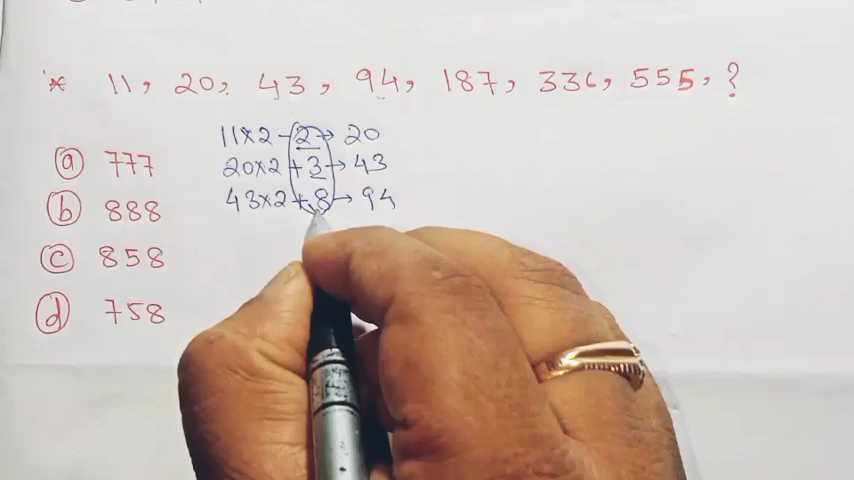 * 11, 20, 43, 94, 187, 336, 555, ?
11×2 - 2 → 20
ⓐ 777
20×2 + 3 → 43
ⓑ 888
43×2 + 8 → 94
ⓒ 858
ⓓ 758